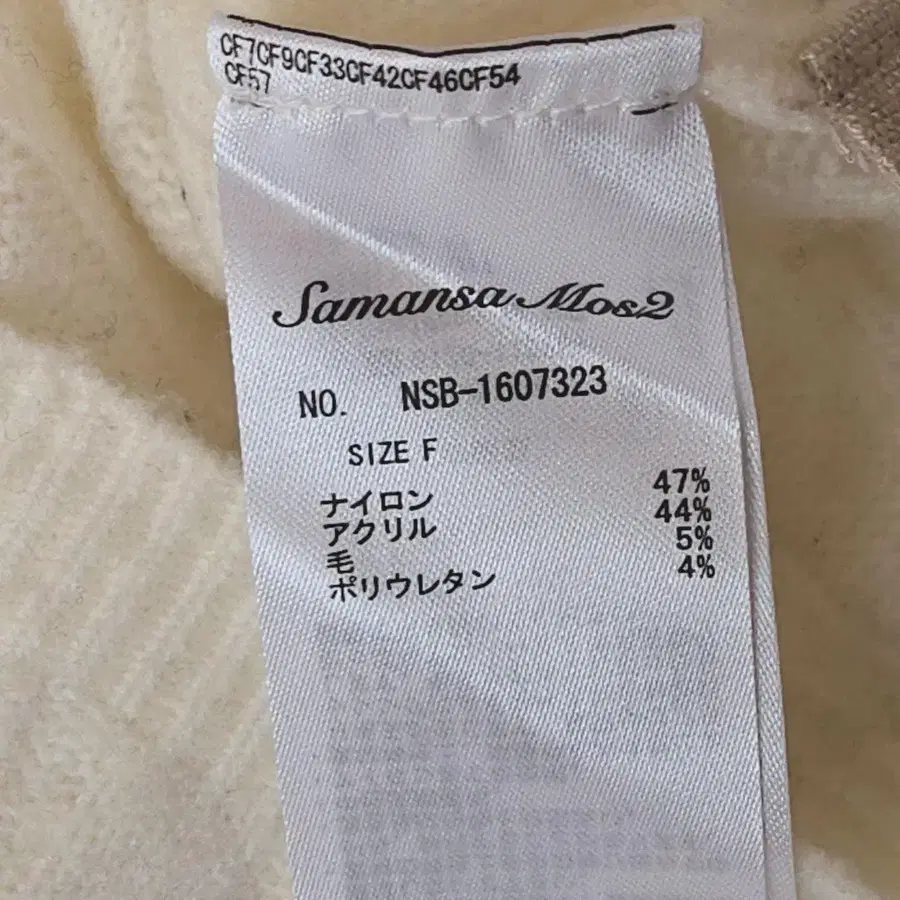 CF7CF9CF33CF42CF46CF54
CF57
Samansa Mos2
NO. NSB-1607323
SIZE F
ナイロン 47%
アクリル 44%
毛 5%
ポリウレタン 4%